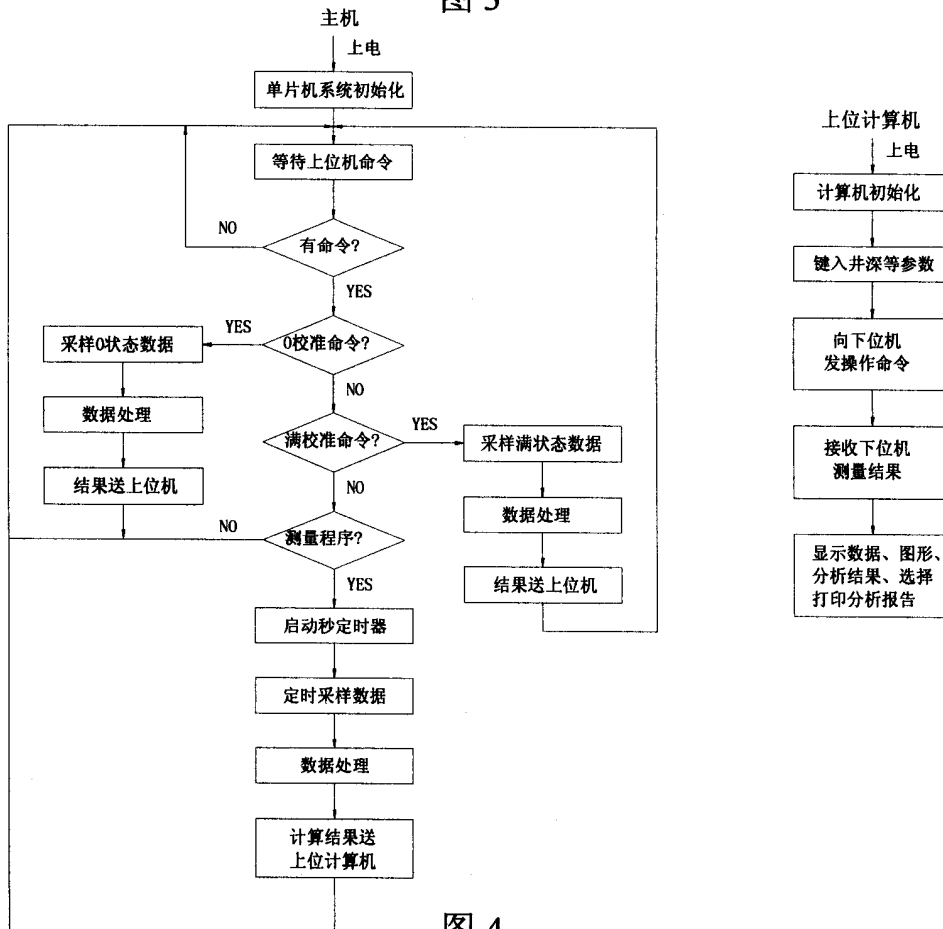 图3
主机
上电
单片机系统初始化
等待上位机命令
NO
有命令?
YES
YES
0校准命令?
采样0状态数据
NO
数据处理
满校准命令?
YES
采样满状态数据
结果送上位机
NO
数据处理
NO
测量程序?
结果送上位机
YES
启动秒定时器
定时采样数据
数据处理
计算结果送
上位计算机
上位计算机
上电
计算机初始化
键入井深等参数
向下位机
发操作命令
接收下位机
测量结果
显示数据、图形、
分析结果、选择
打印分析报告